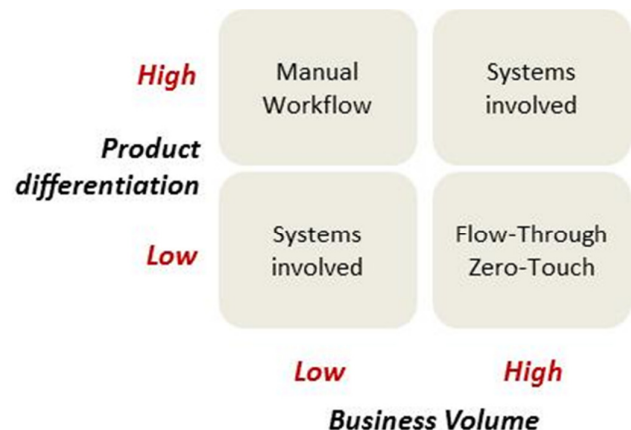 High
Manual
Workflow
Systems
involved
Product
differentiation
Low
Systems
involved
Flow-Through
Zero-Touch
Low
High
Business Volume